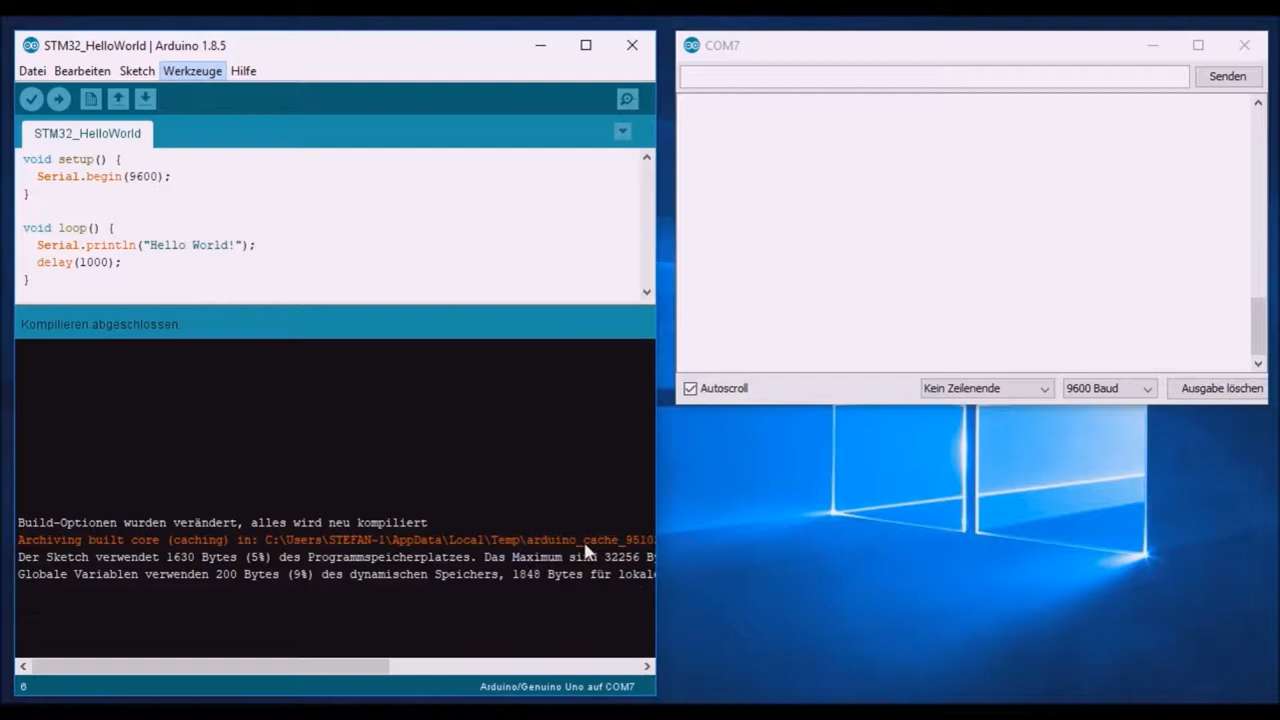 STM32_HelloWorld | Arduino 1.8.5
Datei Bearbeiten Sketch Werkzeuge Hilfe
STM32_HelloWorld
void setup() {
Serial.begin(9600);
}
void loop() {
Serial.println("Hello World!");
delay(1000);
}
Kompilieren abgeschlossen.
Build-Optionen wurden verändert, alles wird neu kompiliert
Archiving built core (caching) in: C:\Users\STEFAN~1\AppData\Local\Temp\arduino_cache_9510
Der Sketch verwendet 1630 Bytes (5%) des Programmspeicherplatzes. Das Maximum sind 32256 By
Globale Variablen verwenden 200 Bytes (9%) des dynamischen Speichers, 1848 Bytes für lokale
6 Arduino/Genuino Uno auf COM7
COM7
Senden
Autoscroll Kein Zeilenende 9600 Baud Ausgabe löschen